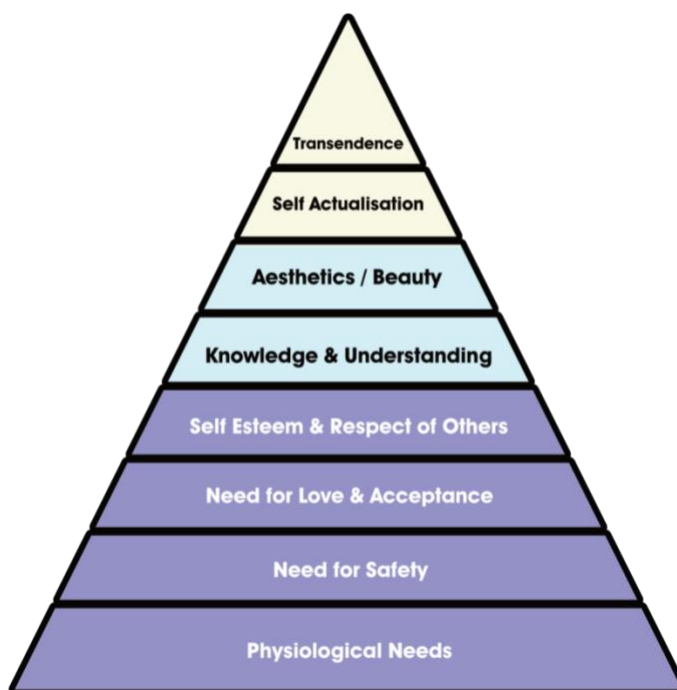 Transendence
Self Actualisation
Aesthetics / Beauty
Knowledge & Understanding
Self Esteem & Respect of Others
Need for Love & Acceptance
Need for Safety
Physiological Needs